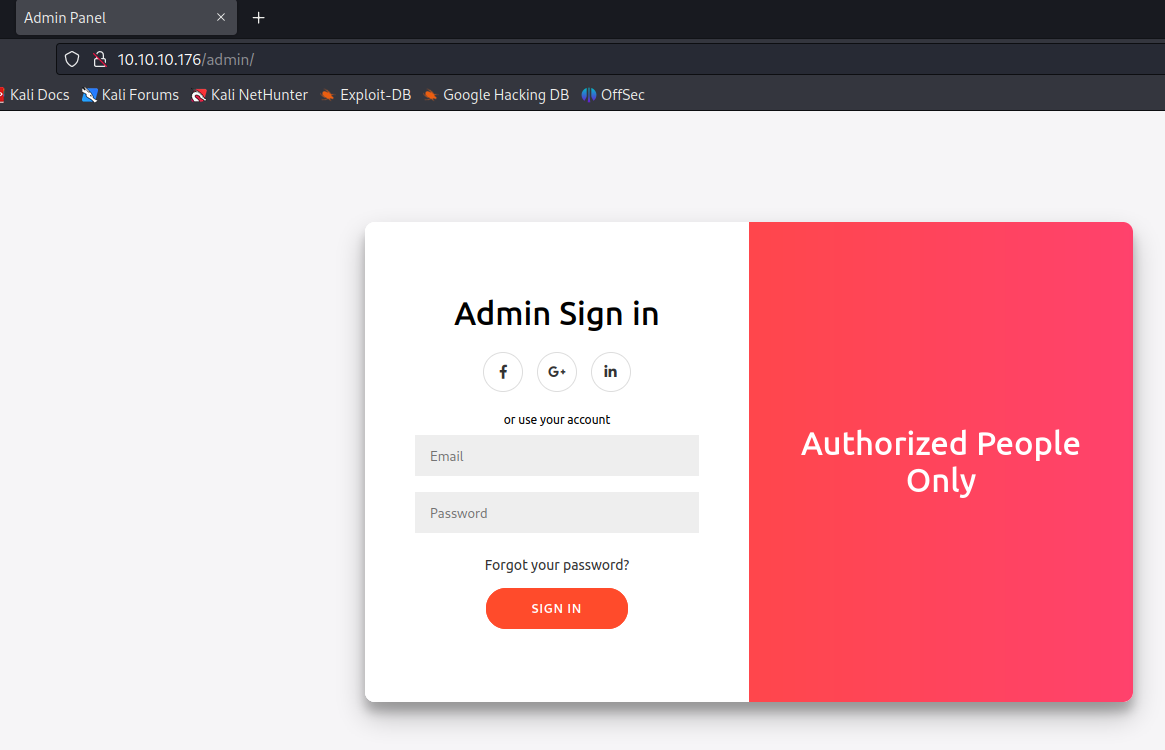 Admin Panel
10.10.10.176/admin/
Kali Docs Kali Forums Kali NetHunter Exploit-DB Google Hacking DB OffSec
Admin Sign in
f G+ in
or use your account
Email
Password
Forgot your password?
SIGN IN
Authorized People
Only